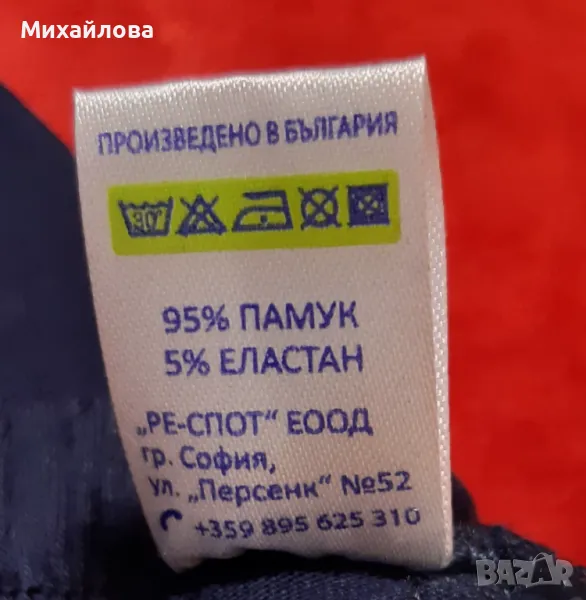 Михайлова
ПРОИЗВЕДЕНО В БЪЛГАРИЯ
30°
95% ПАМУК
5% ЕЛАСТАН
„РЕ-СПОТ“ ЕООД
гр. София,
ул. „Персенк“ №52
+359 895 625 310
BAZAR